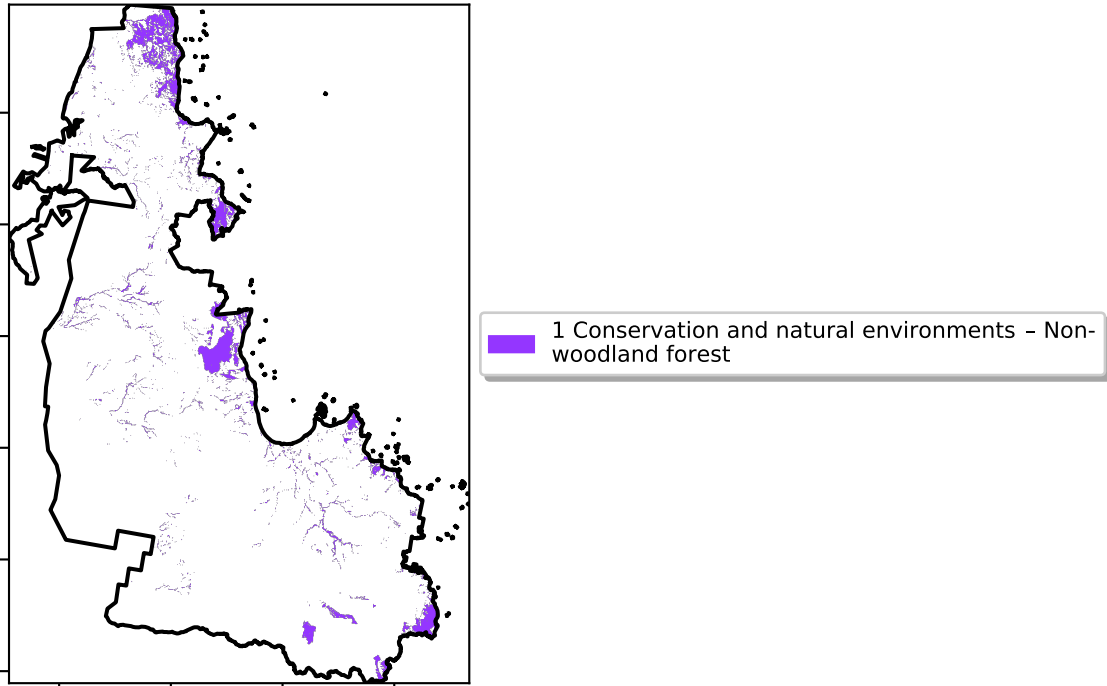 1 Conservation and natural environments – Non-
woodland forest